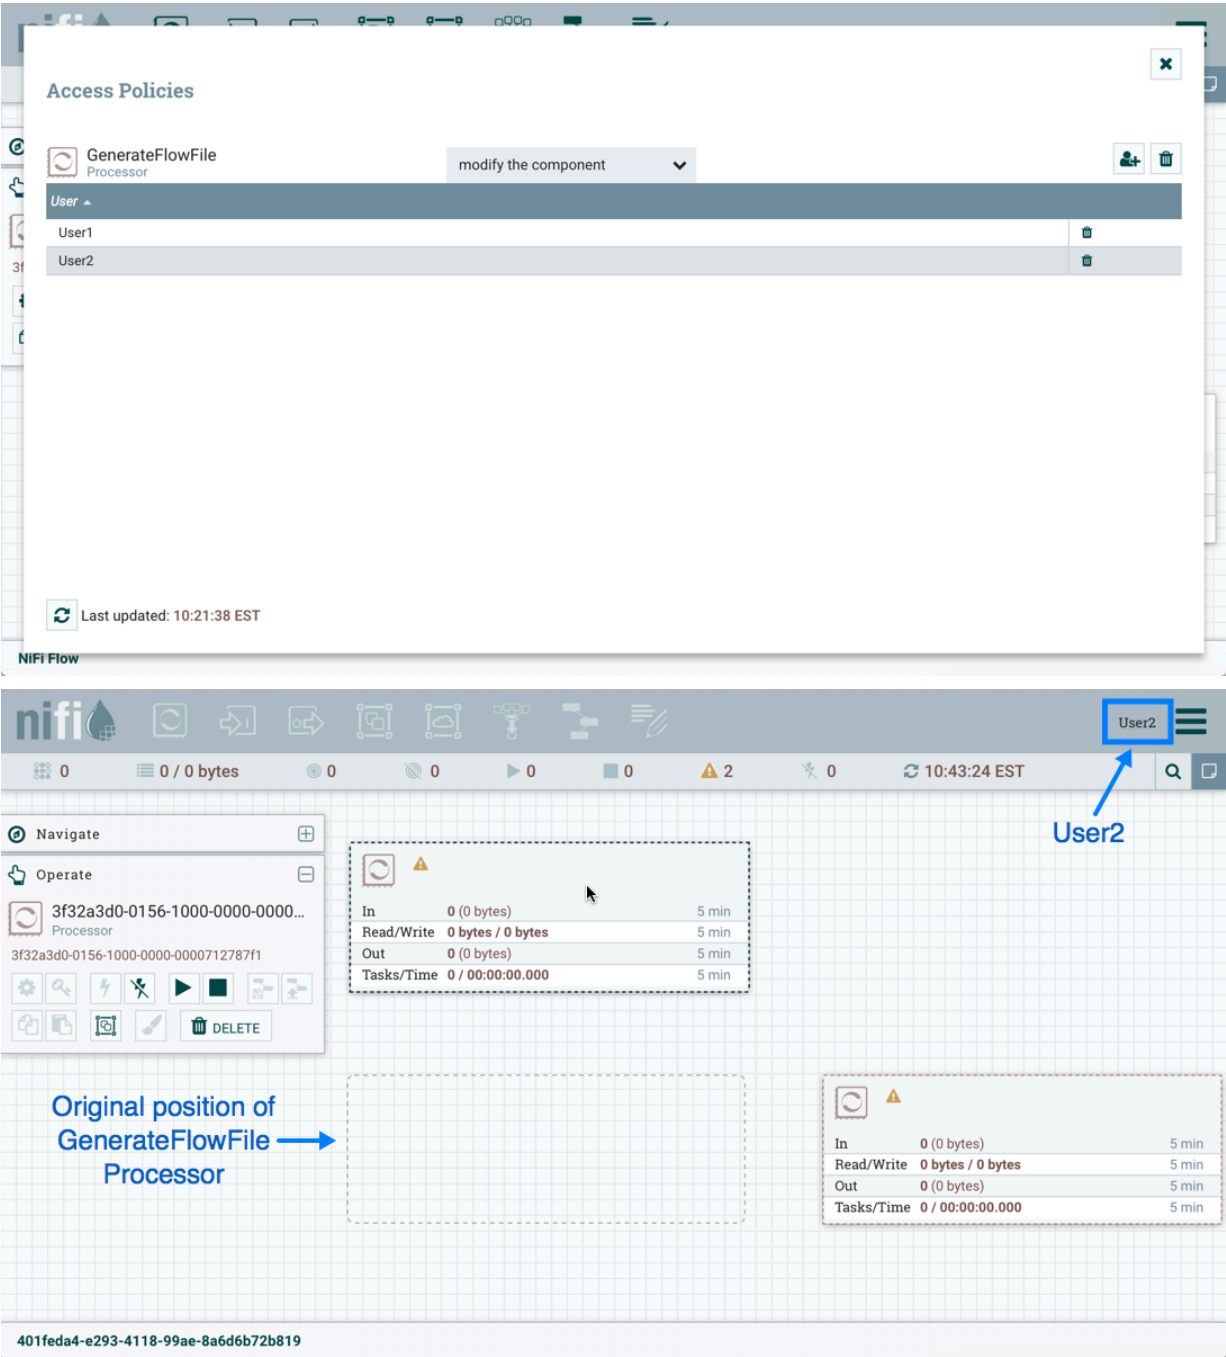 Access Policies
GenerateFlowFile
Processor
modify the component
User
User1
User2
Last updated: 10:21:38 EST
NiFi Flow
nifi
User2
0
0 / 0 bytes
0
0
0
0
2
0
10:43:24 EST
User2
Navigate
Operate
3f32a3d0-0156-1000-0000-0000...
Processor
3f32a3d0-0156-1000-0000-0000712787f1
DELETE
In 0 (0 bytes) 5 min
Read/Write 0 bytes / 0 bytes 5 min
Out 0 (0 bytes) 5 min
Tasks/Time 0 / 00:00:00.000 5 min
Original position of
GenerateFlowFile
Processor
In 0 (0 bytes) 5 min
Read/Write 0 bytes / 0 bytes 5 min
Out 0 (0 bytes) 5 min
Tasks/Time 0 / 00:00:00.000 5 min
401feda4-e293-4118-99ae-8a6d6b72b819